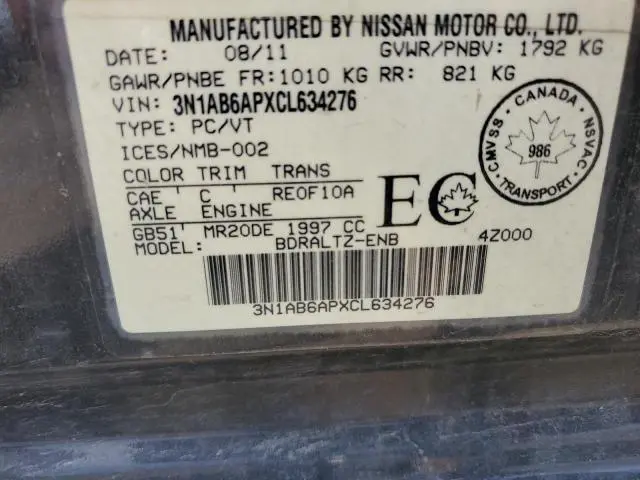 MANUFACTURED BY NISSAN MOTOR CO., LTD.
DATE: 08/11 GVWR/PNBV: 1792 KG
GAWR/PNBE FR:1010 KG RR: 821 KG
VIN: 3N1AB6APXCL634276
TYPE: PC/VT
ICES/NMB-002
COLOR TRIM TRANS
CAE C RE0F10A
AXLE ENGINE
GB51 MR20DE 1997 CC
MODEL: BDRALTZ-ENB 4Z000
EC
CANADA
CMVSS NSVAC
986
TRANSPORT
3N1AB6APXCL634276